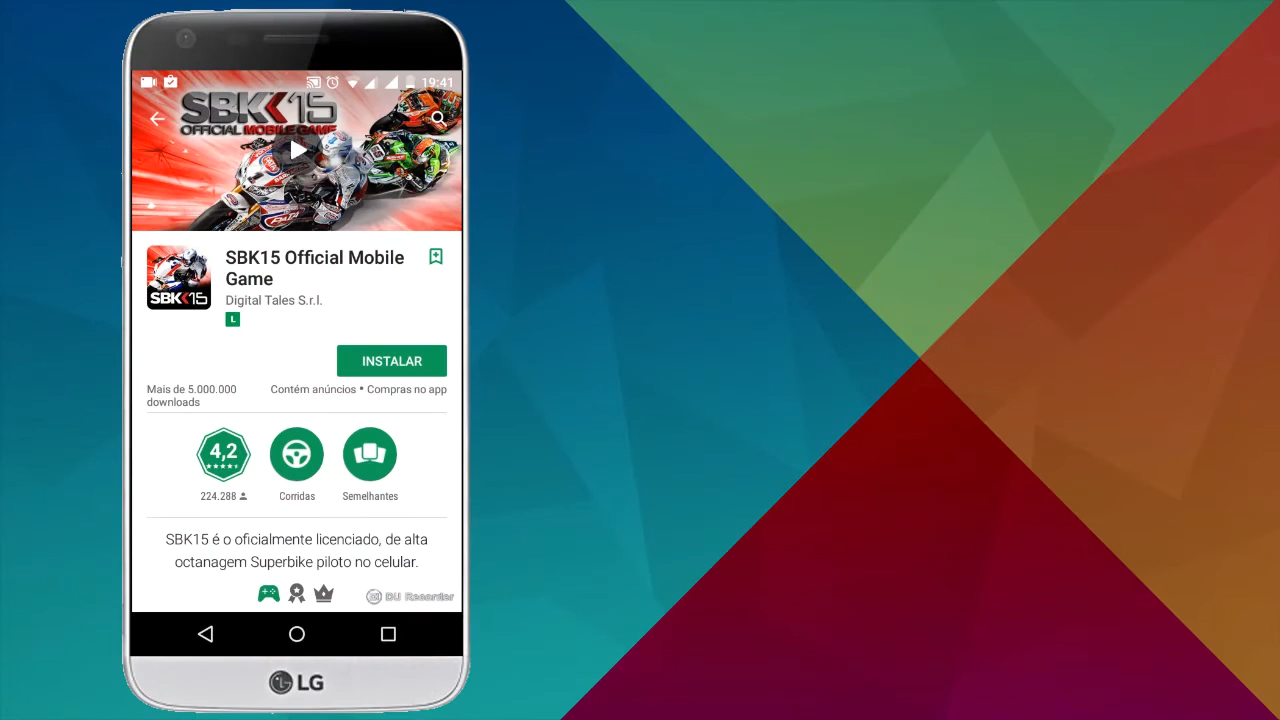 19:41
SBK15
OFFICIAL MOBILE GAME
1
PATA
SBK15 Official Mobile
Game
SBK15
Digital Tales S.r.l.
L
INSTALAR
Mais de 5.000.000
downloads
Contém anúncios • Compras no app
4,2
224.288
Corridas
Semelhantes
SBK15 é o oficialmente licenciado, de alta
octanagem Superbike piloto no celular.
DU Recorder
LG